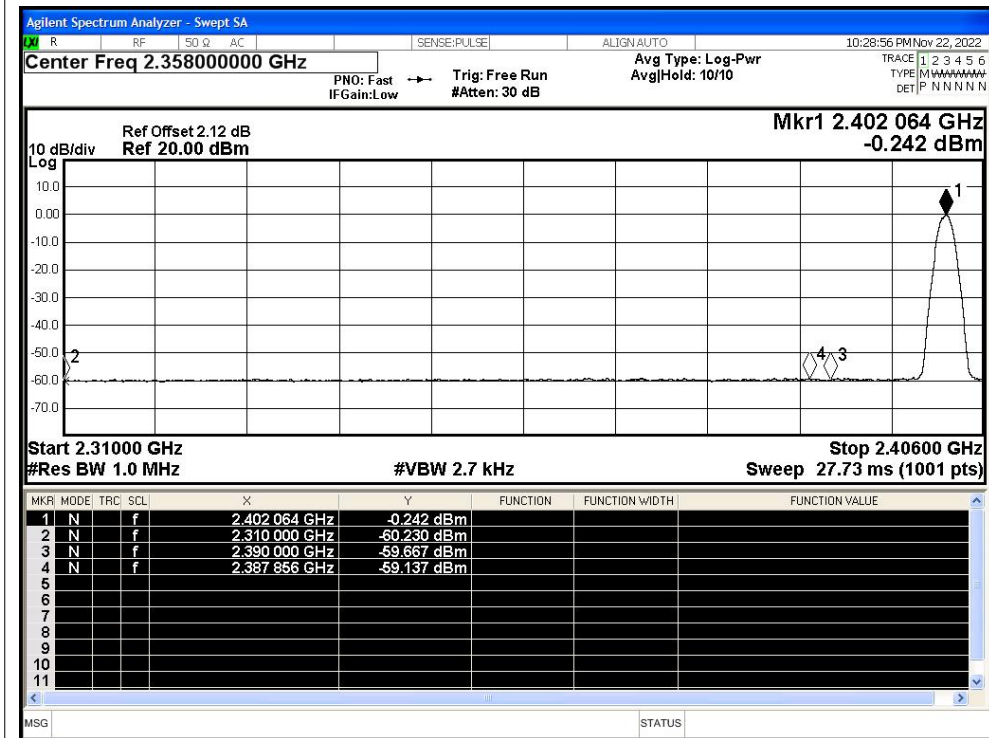 Agilent Spectrum Analyzer - Swept SA
LXI R RF 50 Ω AC SENSE:PULSE ALIGN AUTO 10:28:56 PM Nov 22, 2022
Center Freq 2.358000000 GHz
PNO: Fast
IFGain:Low
Trig: Free Run
#Atten: 30 dB
Avg Type: Log-Pwr
Avg|Hold: 10/10
TRACE 1 2 3 4 5 6
TYPE M
DET P N N N N N
Ref Offset 2.12 dB
10 dB/div Ref 20.00 dBm
Log
Mkr1 2.402 064 GHz
-0.242 dBm
10.0
0.00
-10.0
-20.0
-30.0
-40.0
-50.0
-60.0
-70.0
1
2
4 3
Start 2.31000 GHz Stop 2.40600 GHz
#Res BW 1.0 MHz #VBW 2.7 kHz Sweep 27.73 ms (1001 pts)
MKR MODE TRC SCL X Y FUNCTION FUNCTION WIDTH FUNCTION VALUE
1 N f 2.402 064 GHz -0.242 dBm
2 N f 2.310 000 GHz -60.230 dBm
3 N f 2.390 000 GHz -59.667 dBm
4 N f 2.387 856 GHz -59.137 dBm
5
6
7
8
9
10
11
MSG STATUS